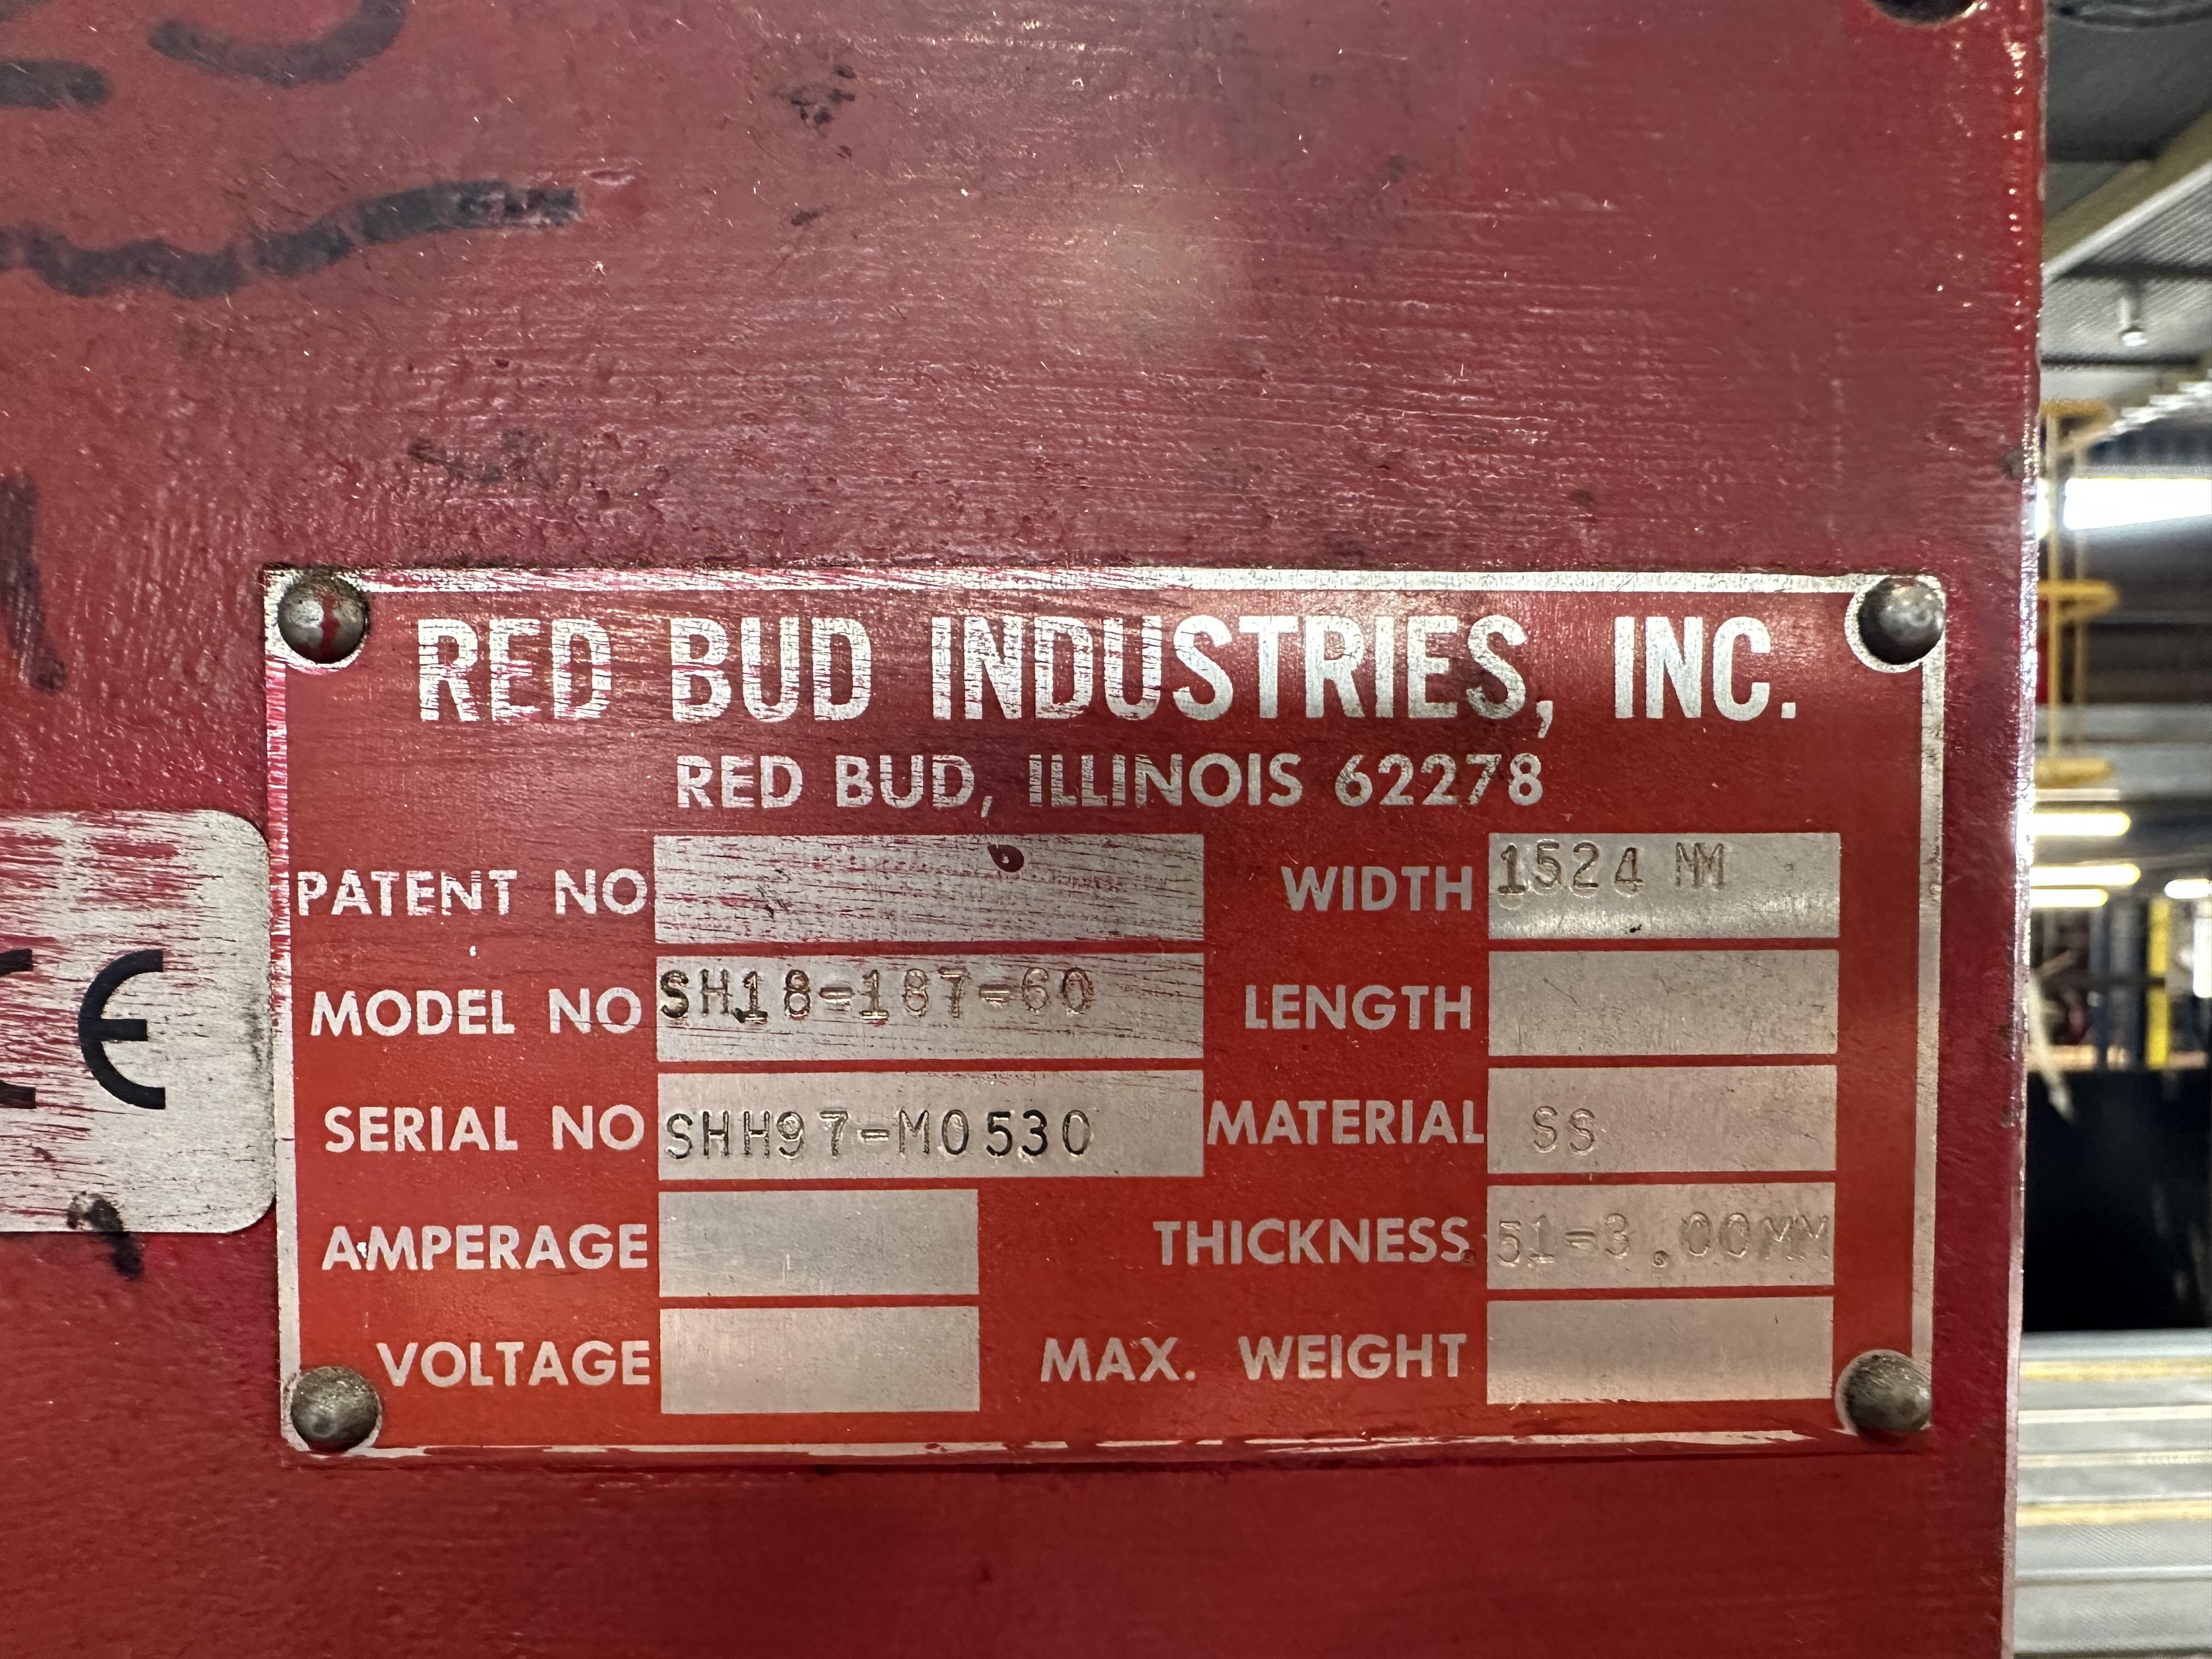 RED BUD INDUSTRIES, INC.
RED BUD, ILLINOIS 62278
PATENT NO
WIDTH 1524 MM
MODEL NO SH18-187-60
LENGTH
SERIAL NO SHH97-M0530
MATERIAL SS
AMPERAGE
THICKNESS 51-3.00MM
VOLTAGE
MAX. WEIGHT
CE